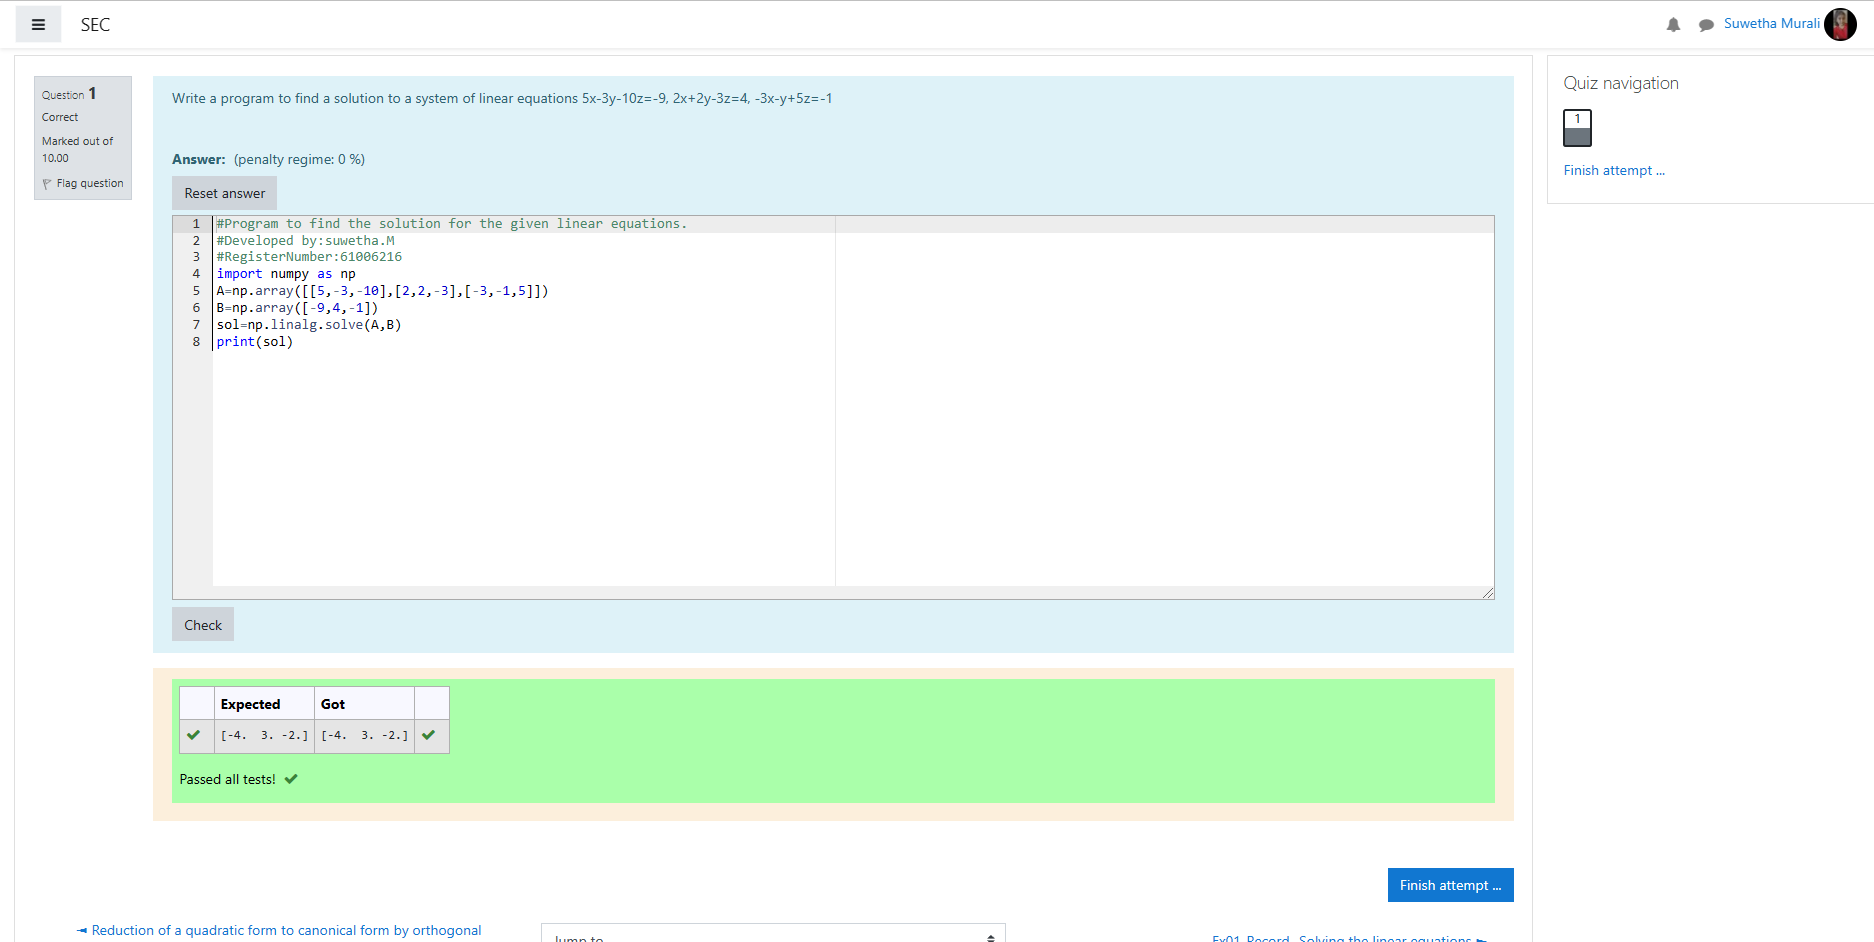 SEC
Suwetha Murali
Question 1
Correct
Marked out of
10.00
Flag question
Write a program to find a solution to a system of linear equations 5x-3y-10z=-9, 2x+2y-3z=4, -3x-y+5z=-1
Answer: (penalty regime: 0 %)
Reset answer
1 #Program to find the solution for the given linear equations.
2 #Developed by:suwetha.M
3 #RegisterNumber:61006216
4 import numpy as np
5 A=np.array([[5,-3,-10],[2,2,-3],[-3,-1,5]])
6 B=np.array([-9,4,-1])
7 sol=np.linalg.solve(A,B)
8 print(sol)
Check
Expected Got
[-4.  3. -2.] [-4.  3. -2.]
Passed all tests!
Finish attempt ...
◄ Reduction of a quadratic form to canonical form by orthogonal
Jump to...
Ex01_Record_Solving the linear equations ►
Quiz navigation
1
Finish attempt ...